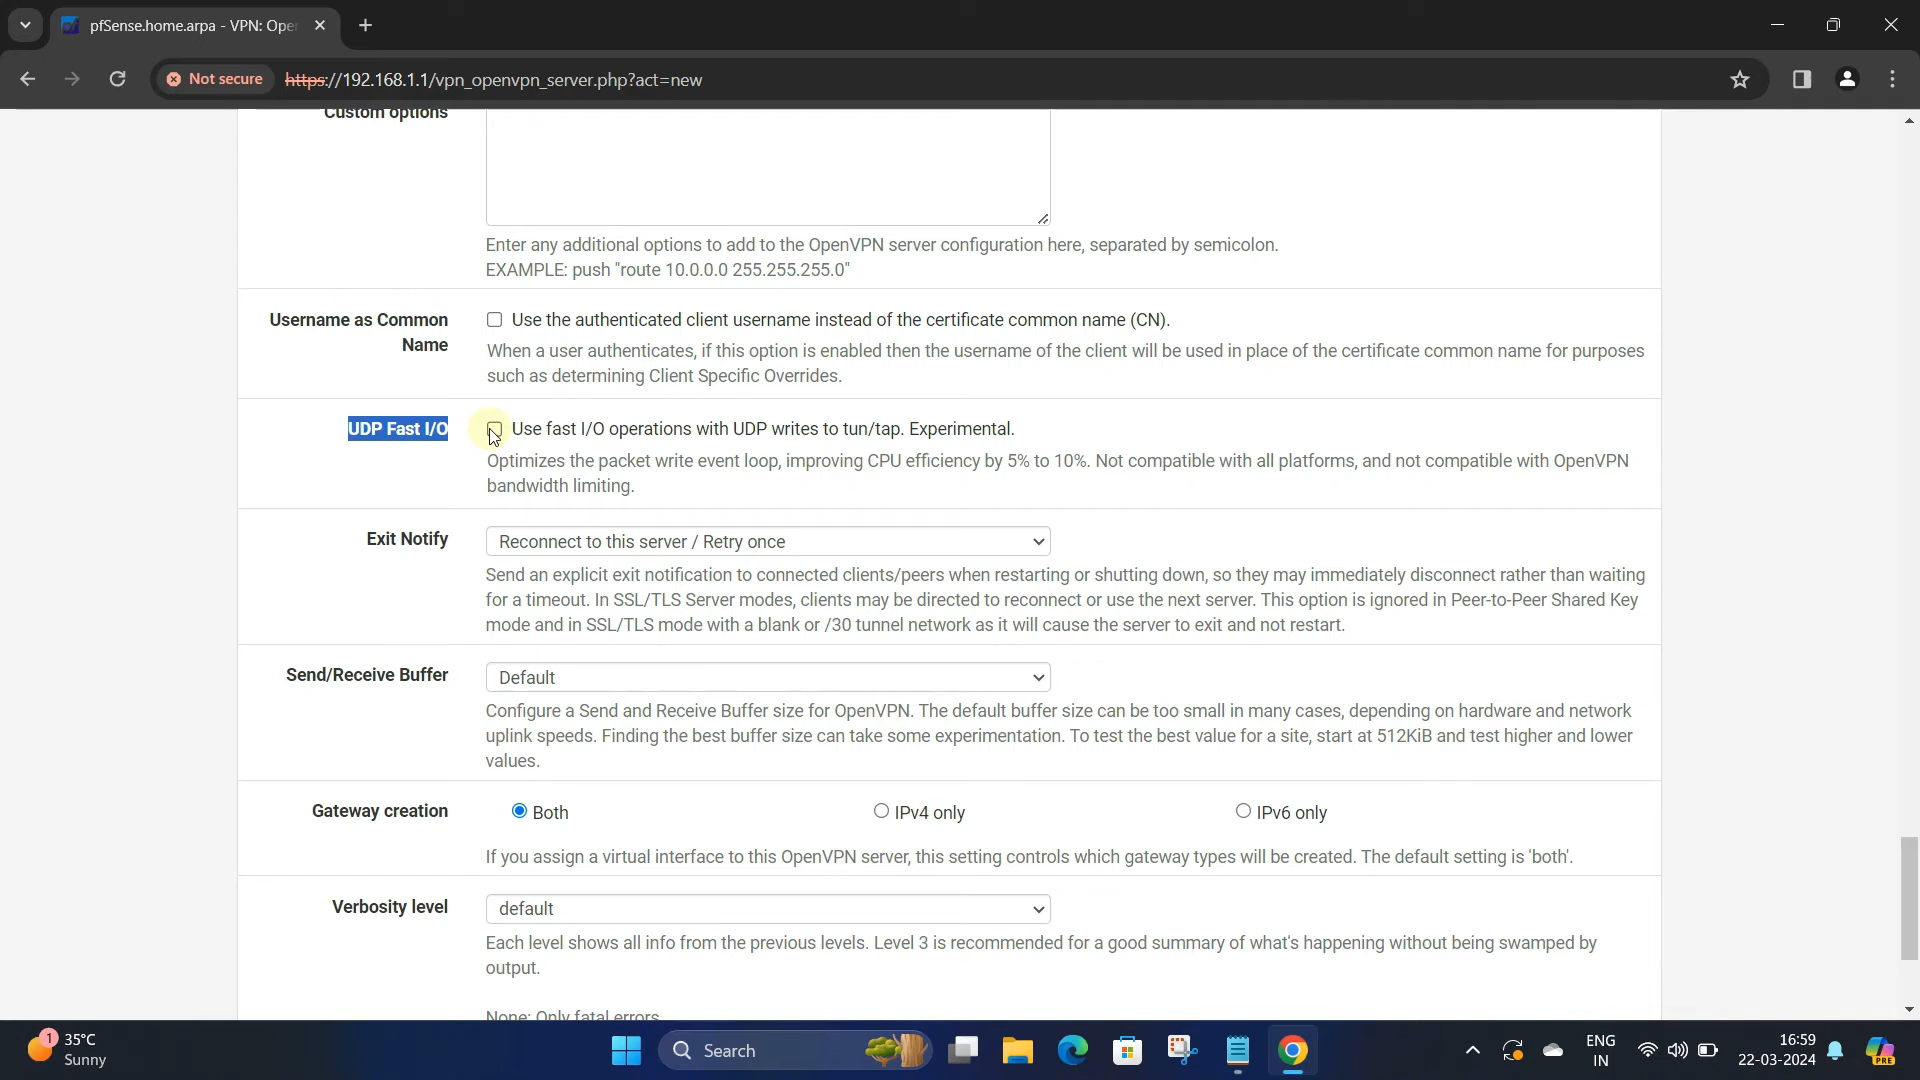 pfSense.home.arpa - VPN: Ope
Not secure
https://192.168.1.1/vpn_openvpn_server.php?act=new
Custom options
Enter any additional options to add to the OpenVPN server configuration here, separated by semicolon.
EXAMPLE: push "route 10.0.0.0 255.255.255.0"
Username as Common
Name
Use the authenticated client username instead of the certificate common name (CN).
When a user authenticates, if this option is enabled then the username of the client will be used in place of the certificate common name for purposes
such as determining Client Specific Overrides.
UDP Fast I/O
Use fast I/O operations with UDP writes to tun/tap. Experimental.
Optimizes the packet write event loop, improving CPU efficiency by 5% to 10%. Not compatible with all platforms, and not compatible with OpenVPN
bandwidth limiting.
Exit Notify
Reconnect to this server / Retry once
Send an explicit exit notification to connected clients/peers when restarting or shutting down, so they may immediately disconnect rather than waiting
for a timeout. In SSL/TLS Server modes, clients may be directed to reconnect or use the next server. This option is ignored in Peer-to-Peer Shared Key
mode and in SSL/TLS mode with a blank or /30 tunnel network as it will cause the server to exit and not restart.
Send/Receive Buffer
Default
Configure a Send and Receive Buffer size for OpenVPN. The default buffer size can be too small in many cases, depending on hardware and network
uplink speeds. Finding the best buffer size can take some experimentation. To test the best value for a site, start at 512KiB and test higher and lower
values.
Gateway creation
Both
IPv4 only
IPv6 only
If you assign a virtual interface to this OpenVPN server, this setting controls which gateway types will be created. The default setting is 'both'.
Verbosity level
default
Each level shows all info from the previous levels. Level 3 is recommended for a good summary of what's happening without being swamped by
output.
None: Only fatal errors
1
35°C
Sunny
Search
ENG
IN
16:59
22-03-2024
PRE